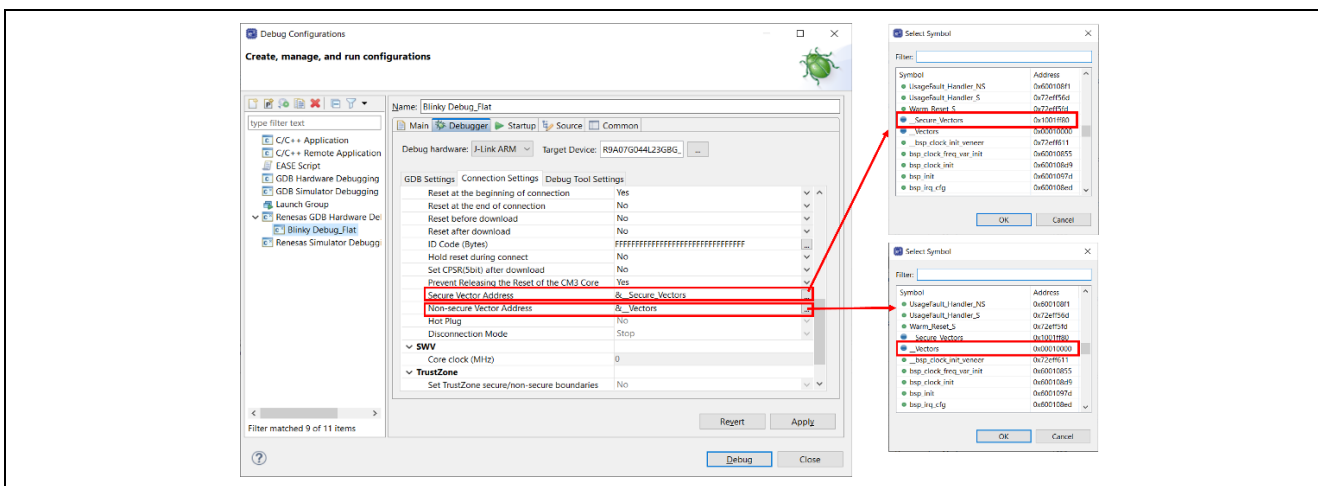 Debug Configurations
Create, manage, and run configurations
type filter text
C/C++ Application
C/C++ Remote Application
EASE Script
GDB Hardware Debugging
GDB Simulator Debugging
Launch Group
Renesas GDB Hardware De
Blinky Debug_Flat
Renesas Simulator Debuggi
Filter matched 9 of 11 items
Name: Blinky Debug_Flat
Main Debugger Startup Source Common
Debug hardware: J-Link ARM Target Device: R9A07G044L23GBG_ ...
GDB Settings Connection Settings Debug Tool Settings
Reset at the beginning of connection Yes
Reset at the end of connection No
Reset before download No
Reset after download No
ID Code (Bytes) FFFFFFFFFFFFFFFFFFFFFFFFFFFFFFFF ...
Hold reset during connect No
Set CPSR(5bit) after download No
Prevent Releasing the Reset of the CM3 Core Yes
Secure Vector Address &__Secure_Vectors ...
Non-secure Vector Address &__Vectors ...
Hot Plug No
Disconnection Mode Stop
SWV
Core clock (MHz) 0
TrustZone
Set TrustZone secure/non-secure boundaries No
Revert Apply
Debug Close
Select Symbol
Filter:
Symbol Address
UsageFault_Handler_NS 0x600108f1
UsageFault_Handler_S 0x72eff56d
Warm_Reset_S 0x72eff5fd
__Secure_Vectors 0x1001ff80
__Vectors 0x00010000
__bsp_clock_init_veneer 0x72eff611
bsp_clock_freq_var_init 0x60010855
bsp_clock_init 0x600108d9
bsp_init 0x6001097d
bsp_irq_cfg 0x600108ed
OK Cancel
Select Symbol
Filter:
Symbol Address
UsageFault_Handler_NS 0x600108f1
UsageFault_Handler_S 0x72eff56d
Warm_Reset_S 0x72eff5fd
__Secure_Vectors 0x1001ff80
__Vectors 0x00010000
__bsp_clock_init_veneer 0x72eff611
bsp_clock_freq_var_init 0x60010855
bsp_clock_init 0x600108d9
bsp_init 0x6001097d
bsp_irq_cfg 0x600108ed
OK Cancel